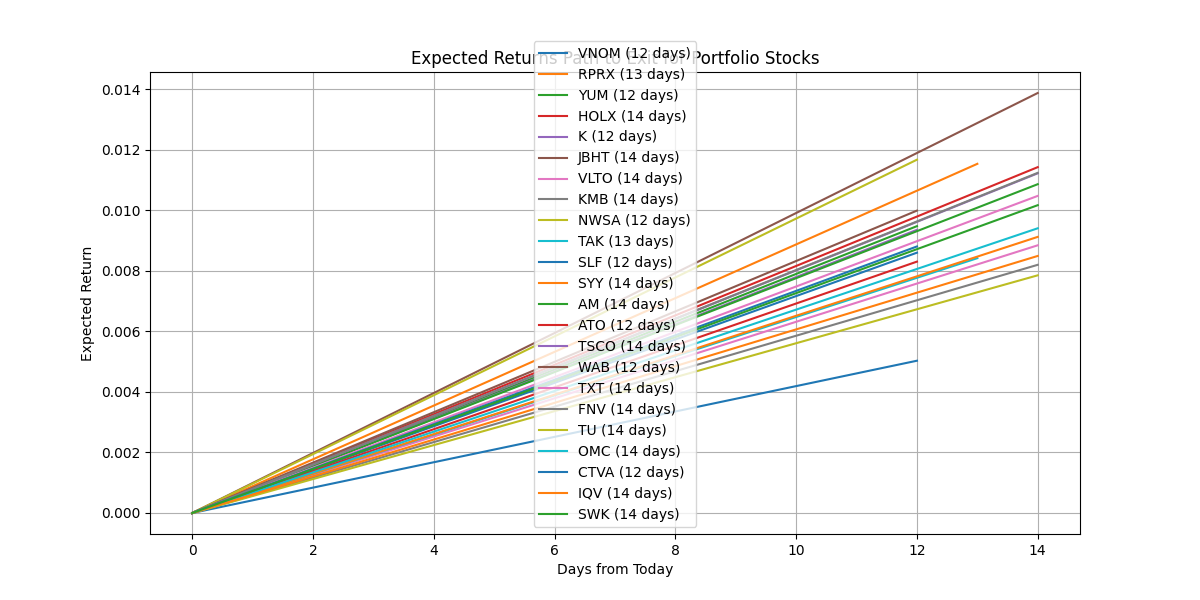 Expected Returns Path to Exit for Portfolio Stocks
VNOM (12 days)
RPRX (13 days)
YUM (12 days)
HOLX (14 days)
K (12 days)
JBHT (14 days)
VLTO (14 days)
KMB (14 days)
NWSA (12 days)
TAK (13 days)
SLF (12 days)
SYY (14 days)
AM (14 days)
ATO (12 days)
TSCO (14 days)
WAB (12 days)
TXT (14 days)
FNV (14 days)
TU (14 days)
OMC (14 days)
CTVA (12 days)
IQV (14 days)
SWK (14 days)
Expected Return
0.014
0.012
0.010
0.008
0.006
0.004
0.002
0.000
0 2 4 6 8 10 12 14
Days from Today